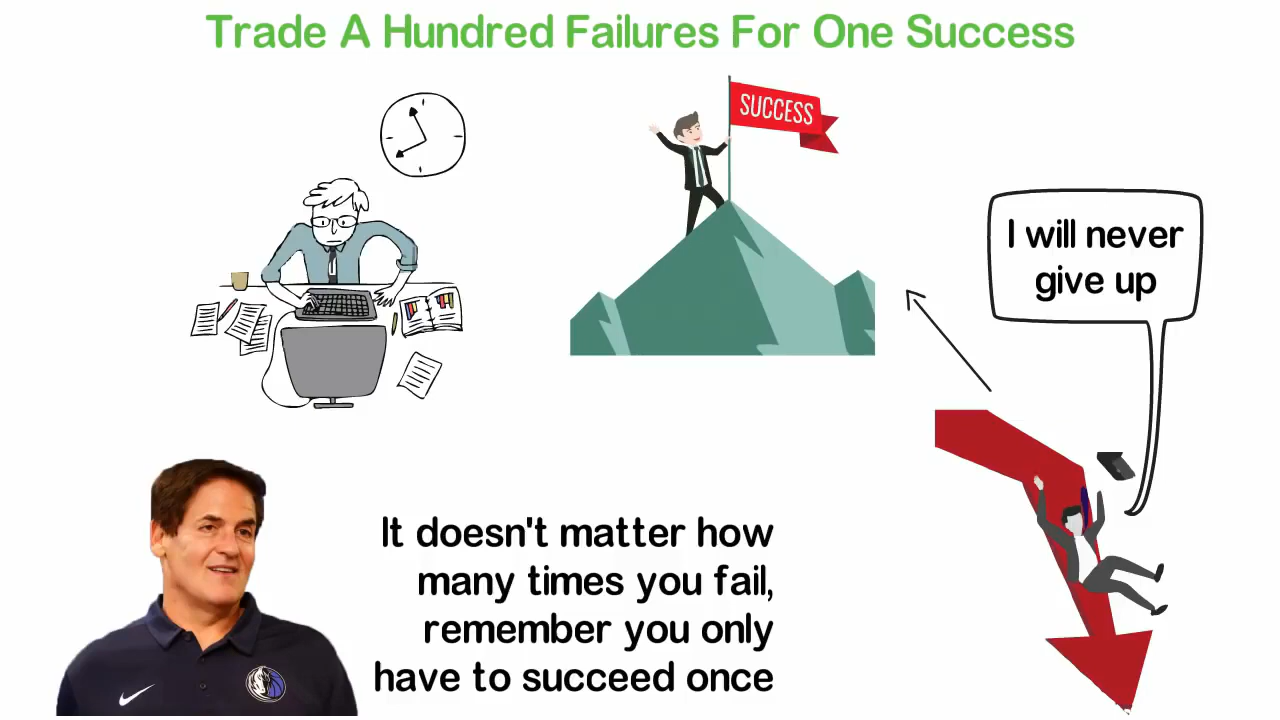 Trade A Hundred Failures For One Success
SUCCESS
I will never
give up
It doesn't matter how
many times you fail,
remember you only
have to succeed once